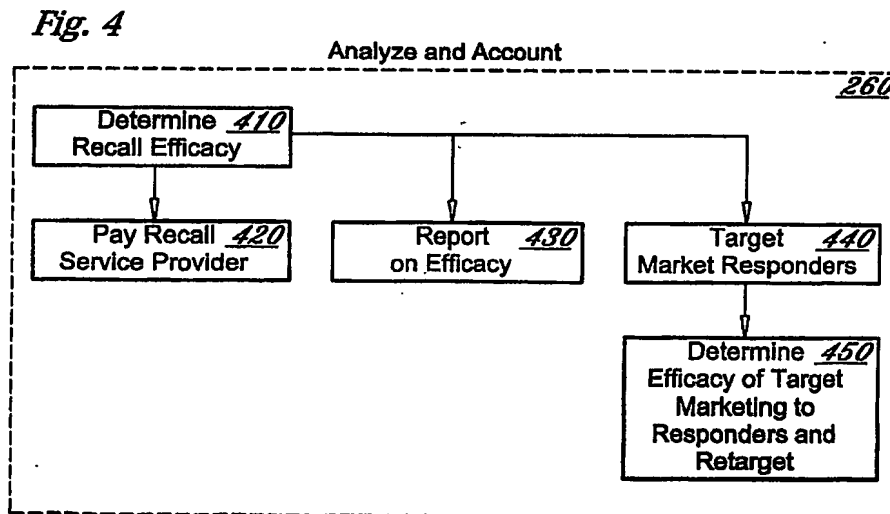 Fig. 4
Analyze and Account
260
Determine 410
Recall Efficacy
Pay Recall 420
Service Provider
Report 430
on Efficacy
Target 440
Market Responders
Determine 450
Efficacy of Target
Marketing to
Responders and
Retarget